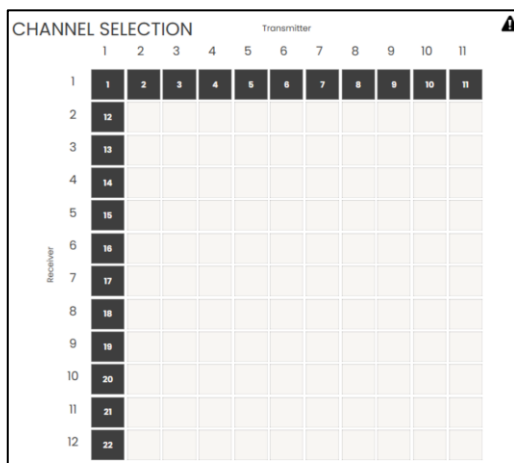 CHANNEL SELECTION
Transmitter
1 2 3 4 5 6 7 8 9 10 11
1 1 2 3 4 5 6 7 8 9 10 11
2 12
3 13
4 14
5 15
Receiver
6 16
7 17
8 18
9 19
10 20
11 21
12 22